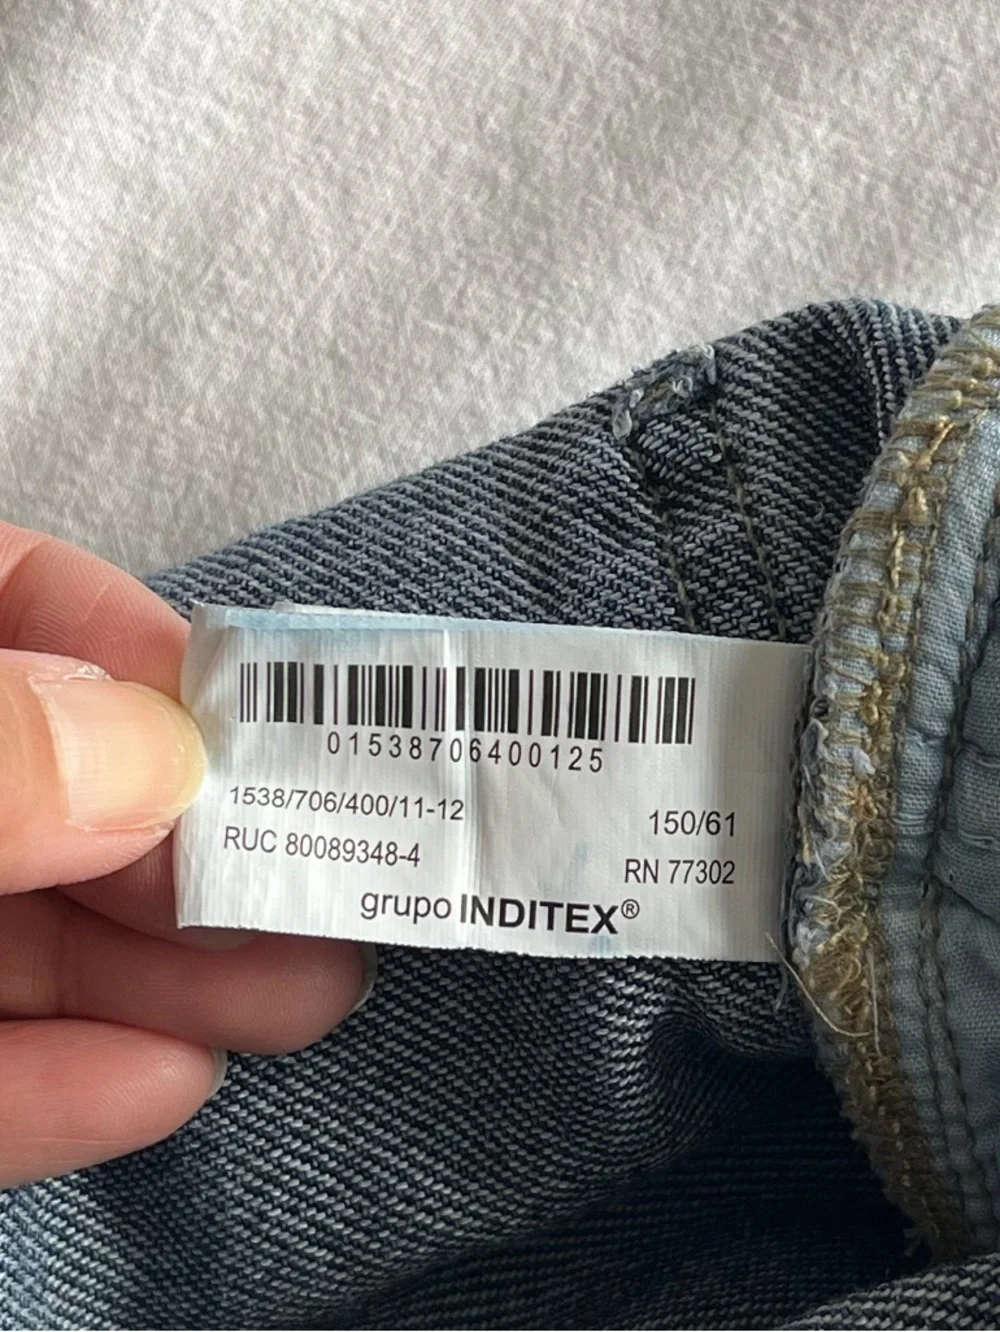 01538706400125
1538/706/400/11-12
150/61
RUC 80089348-4
RN 77302
grupo INDITEX®